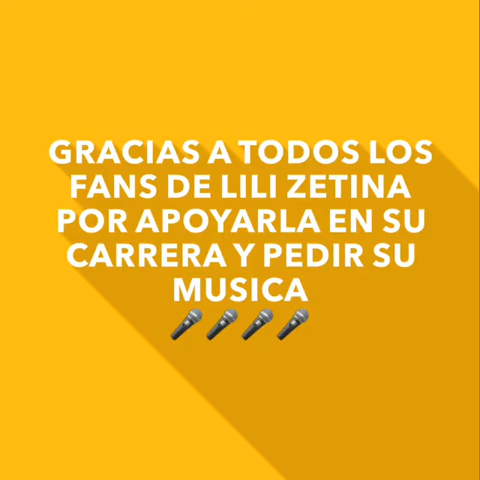 GRACIAS A TODOS LOS
FANS DE LILI ZETINA
POR APOYARLA EN SU
CARRERA Y PEDIR SU
MUSICA
🎤🎤🎤🎤